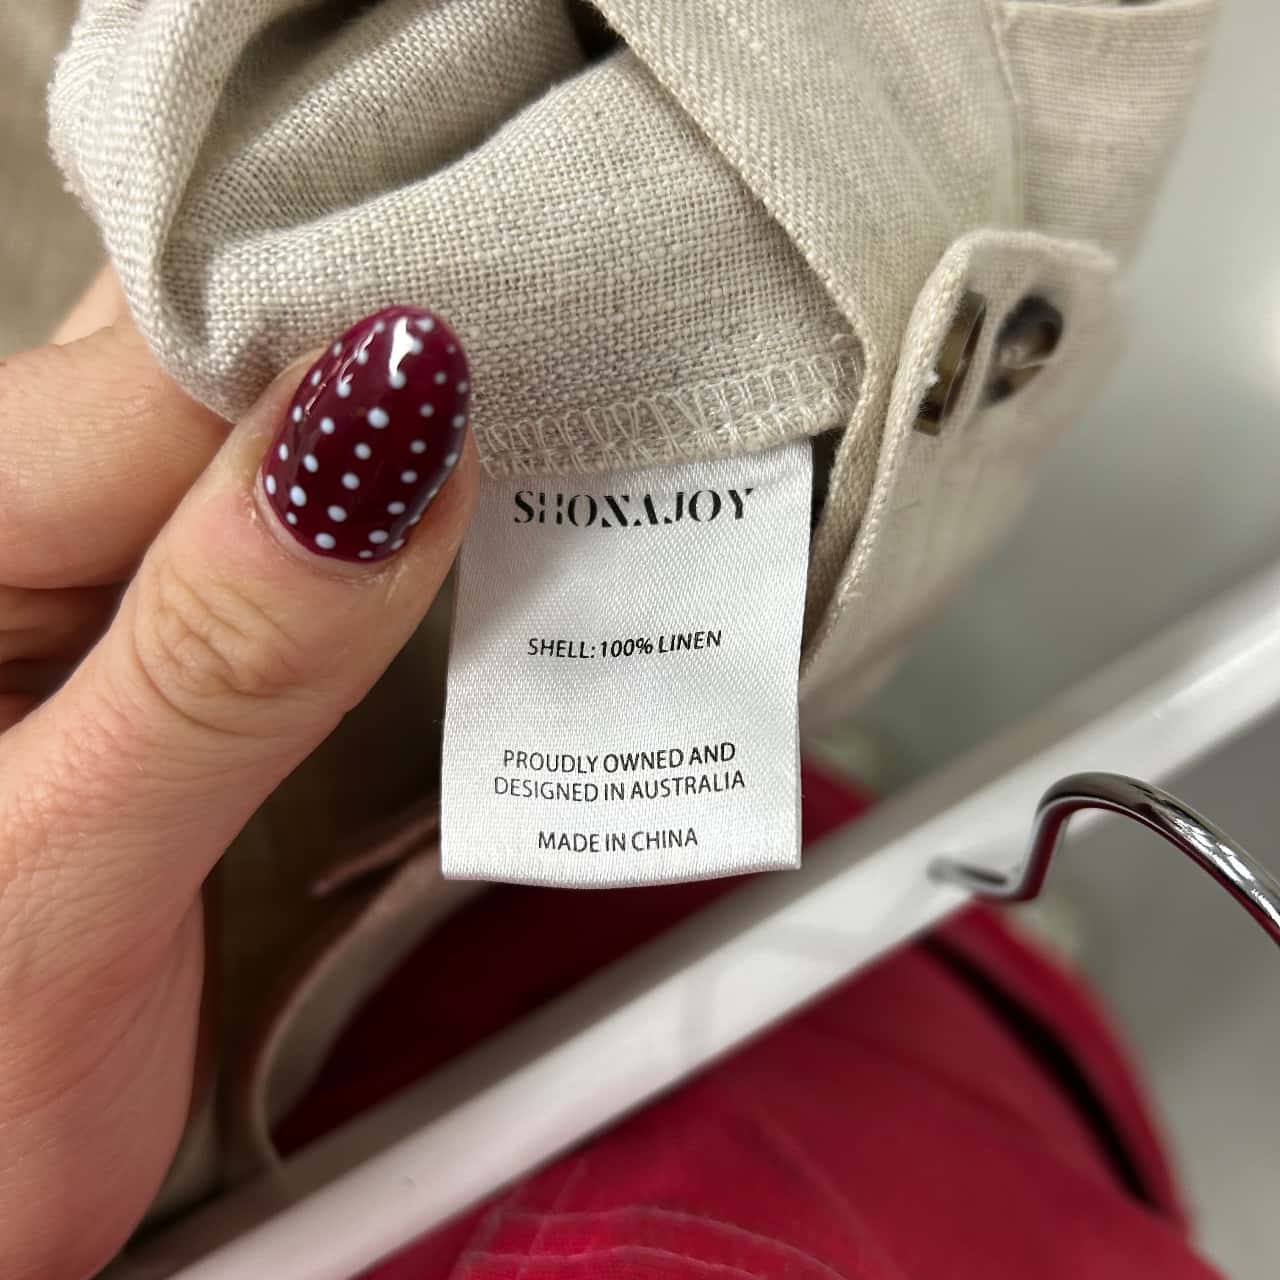 SHONAJOY
SHELL: 100% LINEN
PROUDLY OWNED AND
DESIGNED IN AUSTRALIA
MADE IN CHINA